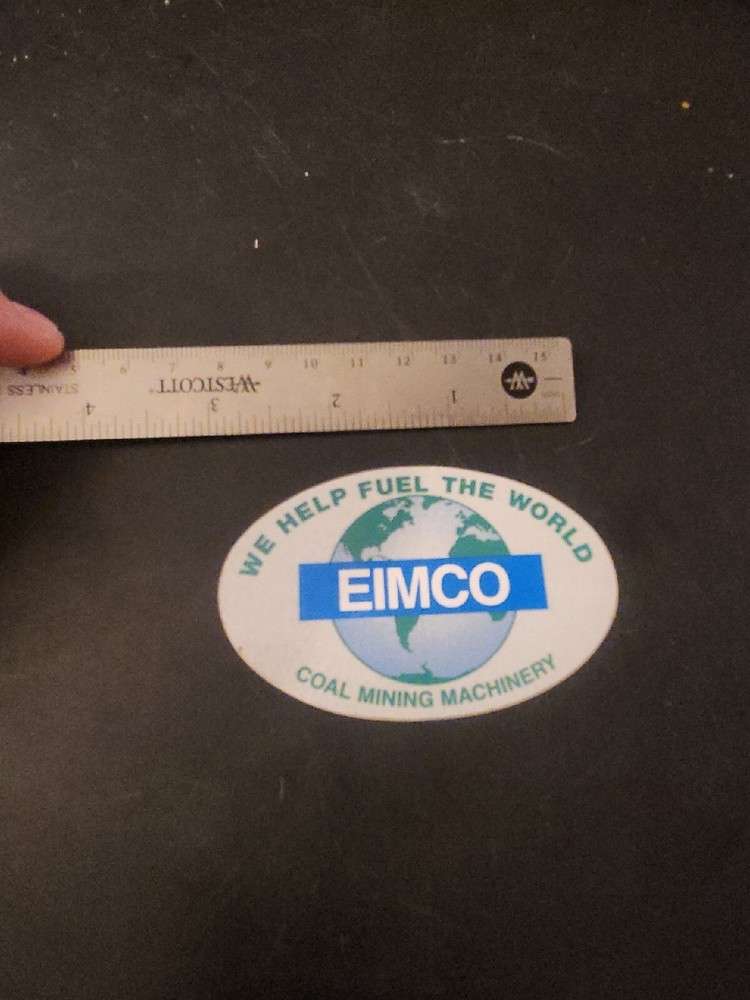 5 6 7 8 9 10 11 12 13 14 15
STAINLESS
WESTCOTT®
4 3 2 1
WE HELP FUEL THE WORLD
EIMCO
COAL MINING MACHINERY